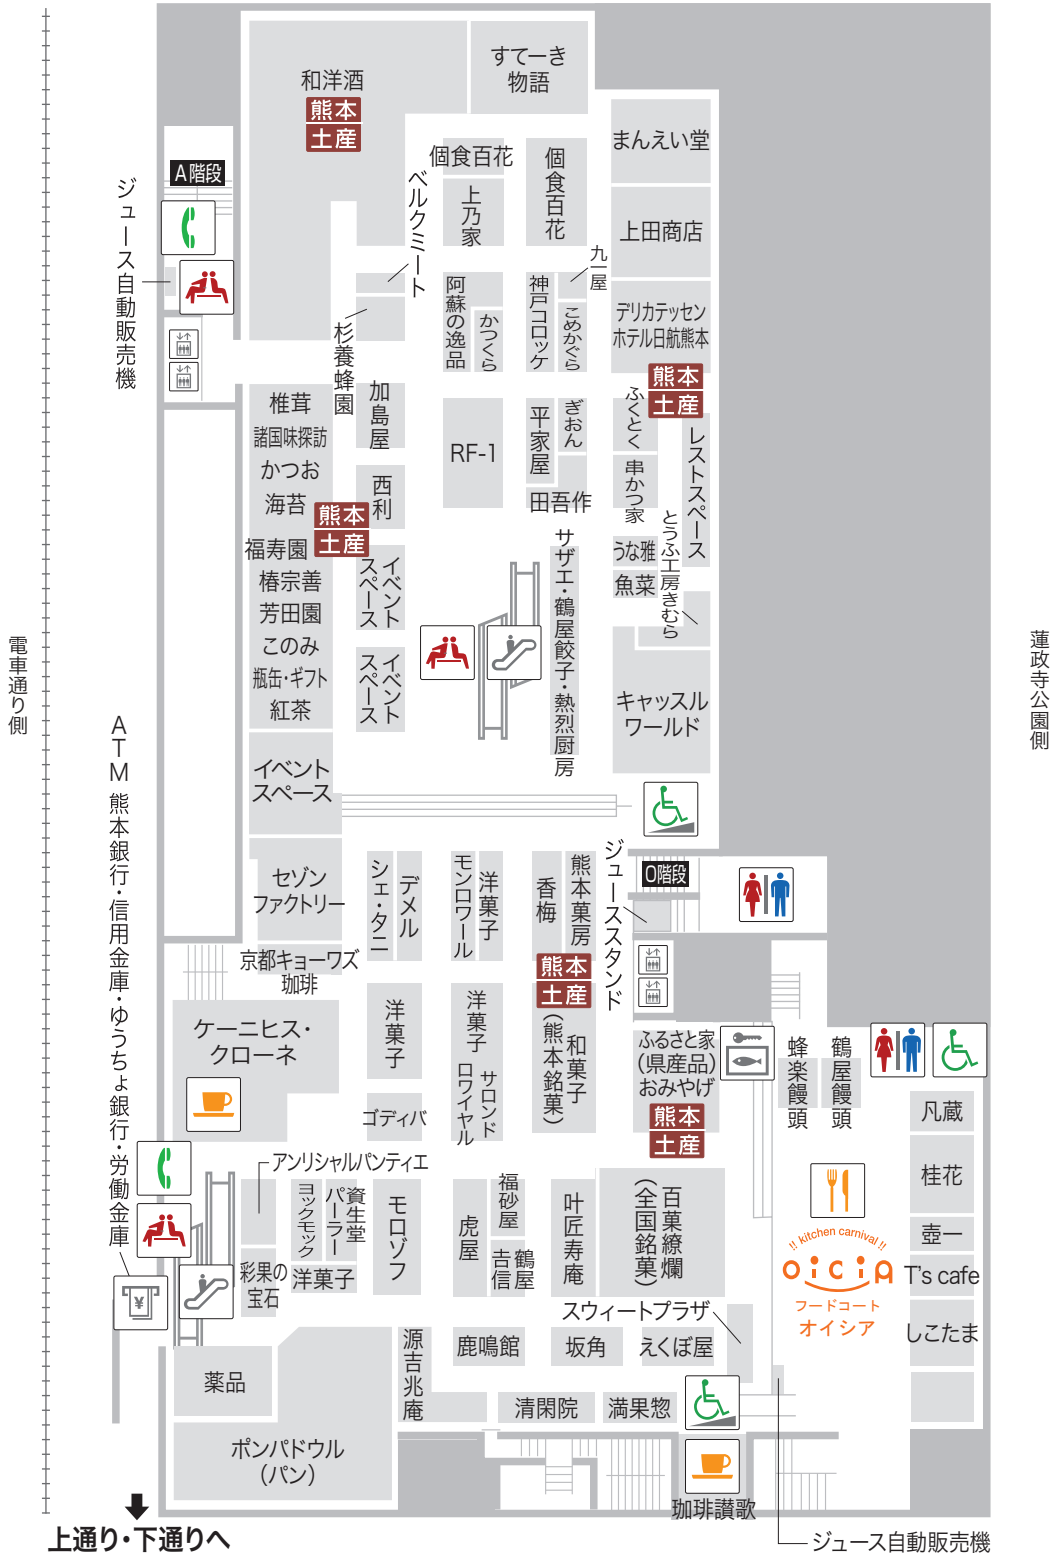 すてーき
物語
和洋酒
熊本
土産
まんえい堂
個食百花
個食百花
A階段
上乃家
ベルクミート
上田商店
ジュース自動販売機
九一屋
阿蘇の逸品
かつくら
神戸コロッケ
こめかぐら
デリカテッセン
ホテル日航熊本
熊本
土産
杉養蜂園
加島屋
椎茸
諸国味探訪
かつお
海苔
福寿園
椿宗善
芳田園
このみ
瓶缶・ギフト
紅茶
熊本
土産
西利
RF-1
平家屋
ぎおん
田吾作
ふくとく
串かつ家
レストスペース
うな雅
魚菜
とうふ工房きむら
イベント
スペース
イベント
スペース
サザエ・鶴屋餃子・熱烈厨房
キャッスル
ワールド
電車通り側
蓮政寺公園側
イベント
スペース
ATM 熊本銀行・信用金庫・ゆうちょ銀行・労働金庫
セゾン
ファクトリー
シェ・タニ
デメル
モンロワール
洋菓子
香梅
熊本菓房
ジューススタンド
O階段
京都キョーワズ
珈琲
熊本
土産
ケーニヒス・
クローネ
洋菓子
洋菓子
サロンド
ロワイヤル
和菓子
(熊本銘菓)
ふるさと家
(県産品)
おみやげ
熊本
土産
蜂楽饅頭
鶴屋饅頭
ゴディバ
凡蔵
桂花
壺一
T's cafe
しこたま
アンリシャルパンティエ
ヨックモック
資生堂
パーラー
モロゾフ
虎屋
福砂屋
鶴屋
吉信
叶匠寿庵
百菓繚爛
(全国銘菓)
!! kitchen carnival !!
oicia
フードコート
オイシア
彩果の
宝石
洋菓子
スウィートプラザ
源吉兆庵
鹿鳴館
坂角
えくぼ屋
薬品
清閑院
満果惣
ポンパドウル
(パン)
珈琲讃歌
上通り・下通りへ
ジュース自動販売機